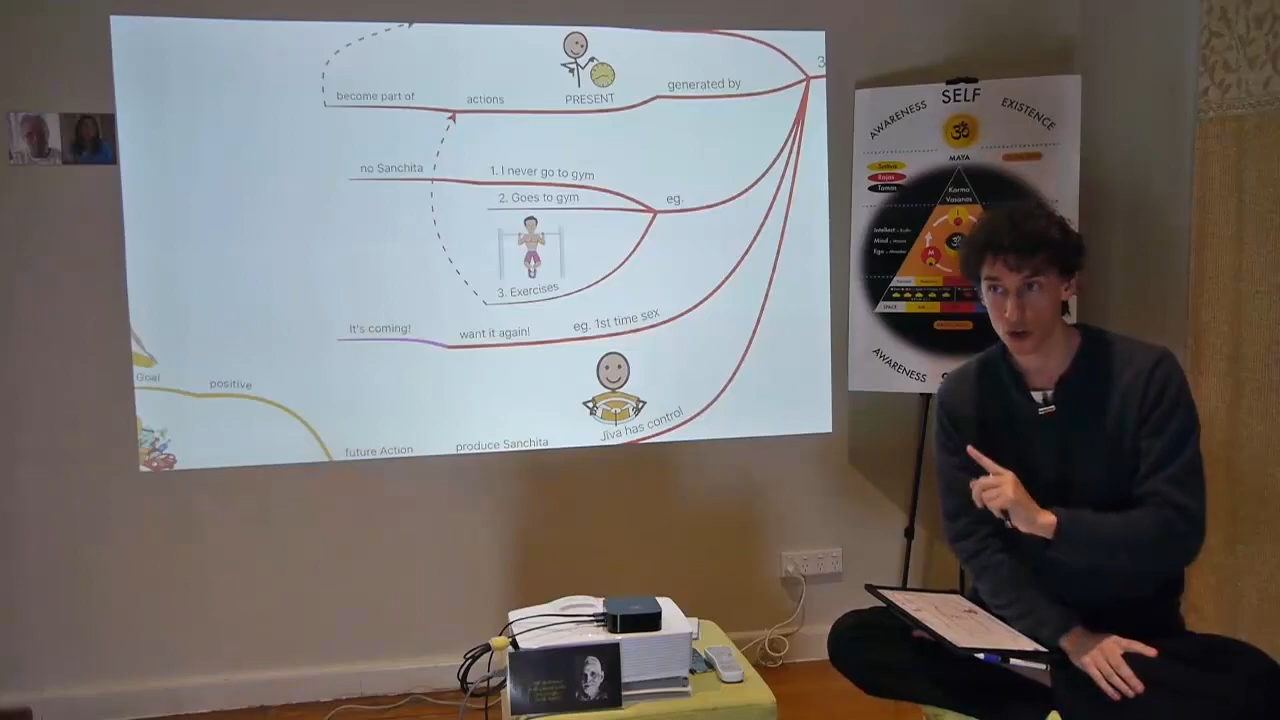 3
become part of
actions
PRESENT
generated by
no Sanchita
1. I never go to gym
2. Goes to gym
eg.
3. Exercises
It's coming!
want it again!
eg. 1st time sex
Goal
positive
future Action
produce Sanchita
Jiva has control
AWARENESS
SELF
EXISTENCE
ॐ
MAYA
Sattva
Rajas
Tamas
Karma
Vasanas
Intellect
Mind
Ego
I
M
AWARENESS